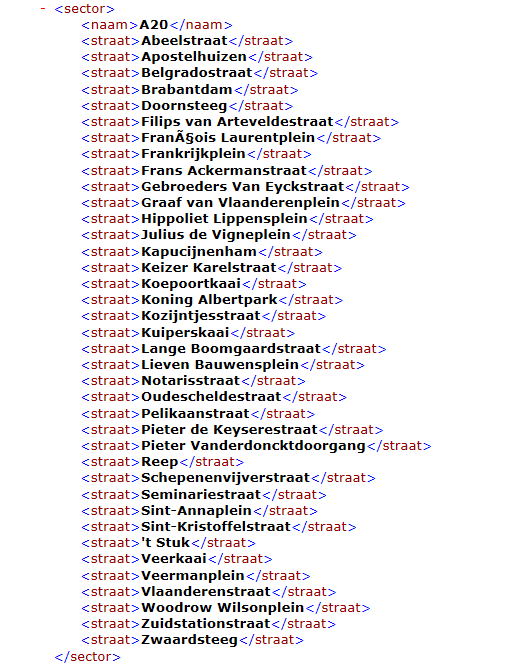 - <sector>
<naam>A20</naam>
<straat>Abeelstraat</straat>
<straat>Apostelhuizen</straat>
<straat>Belgradostraat</straat>
<straat>Brabantdam</straat>
<straat>Doornsteeg</straat>
<straat>Filips van Arteveldestraat</straat>
<straat>FranÃ§ois Laurentplein</straat>
<straat>Frankrijkplein</straat>
<straat>Frans Ackermanstraat</straat>
<straat>Gebroeders Van Eyckstraat</straat>
<straat>Graaf van Vlaanderenplein</straat>
<straat>Hippoliet Lippensplein</straat>
<straat>Julius de Vigneplein</straat>
<straat>Kapucijnenham</straat>
<straat>Keizer Karelstraat</straat>
<straat>Koepoortkaai</straat>
<straat>Koning Albertpark</straat>
<straat>Kozijntjesstraat</straat>
<straat>Kuiperskaai</straat>
<straat>Lange Boomgaardstraat</straat>
<straat>Lieven Bauwensplein</straat>
<straat>Notarisstraat</straat>
<straat>Oudescheldestraat</straat>
<straat>Pelikaanstraat</straat>
<straat>Pieter de Keyserestraat</straat>
<straat>Pieter Vanderdoncktdoorgang</straat>
<straat>Reep</straat>
<straat>Schepenenvijverstraat</straat>
<straat>Seminariestraat</straat>
<straat>Sint-Annaplein</straat>
<straat>Sint-Kristoffelstraat</straat>
<straat>'t Stuk</straat>
<straat>Veerkaai</straat>
<straat>Veermanplein</straat>
<straat>Vlaanderenstraat</straat>
<straat>Woodrow Wilsonplein</straat>
<straat>Zuidstationstraat</straat>
<straat>Zwaardsteeg</straat>
</sector>